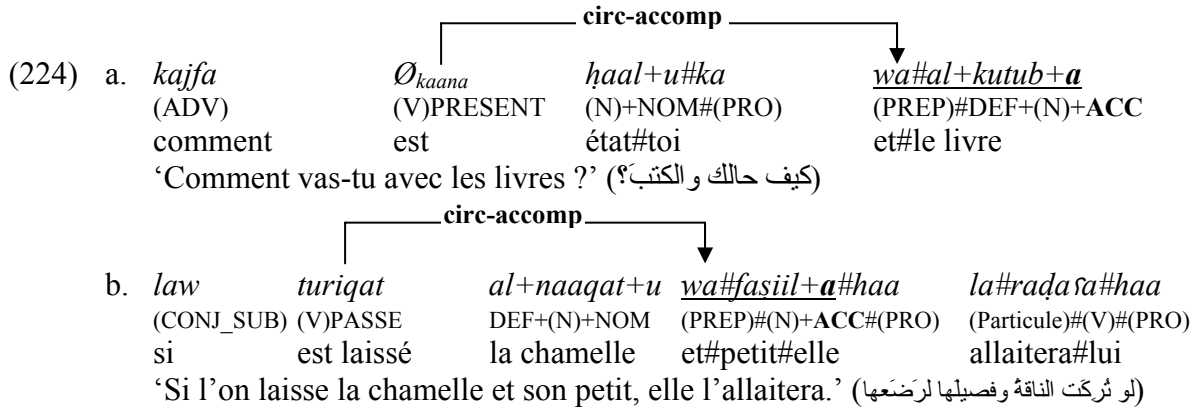 circ-accomp
(224) a. kajfa Økaana ḥaal+u#ka wa#al+kutub+a
(ADV) (V)PRESENT (N)+NOM#(PRO) (PREP)#DEF+(N)+ACC
comment est état#toi et#le livre
‘Comment vas-tu avec les livres ?’ (كيف حالك والكتبَ؟)
circ-accomp
b. law turiqat al+naaqat+u wa#faṣiil+a#haa la#raḍaʕa#haa
(CONJ_SUB) (V)PASSE DEF+(N)+NOM (PREP)#(N)+ACC#(PRO) (Particule)#(V)#(PRO)
si est laissé la chamelle et#petit#elle allaitera#lui
‘Si l’on laisse la chamelle et son petit, elle l’allaitera.’ (لو تُركَت الناقةُ وفصيلَها لرَضَعها)